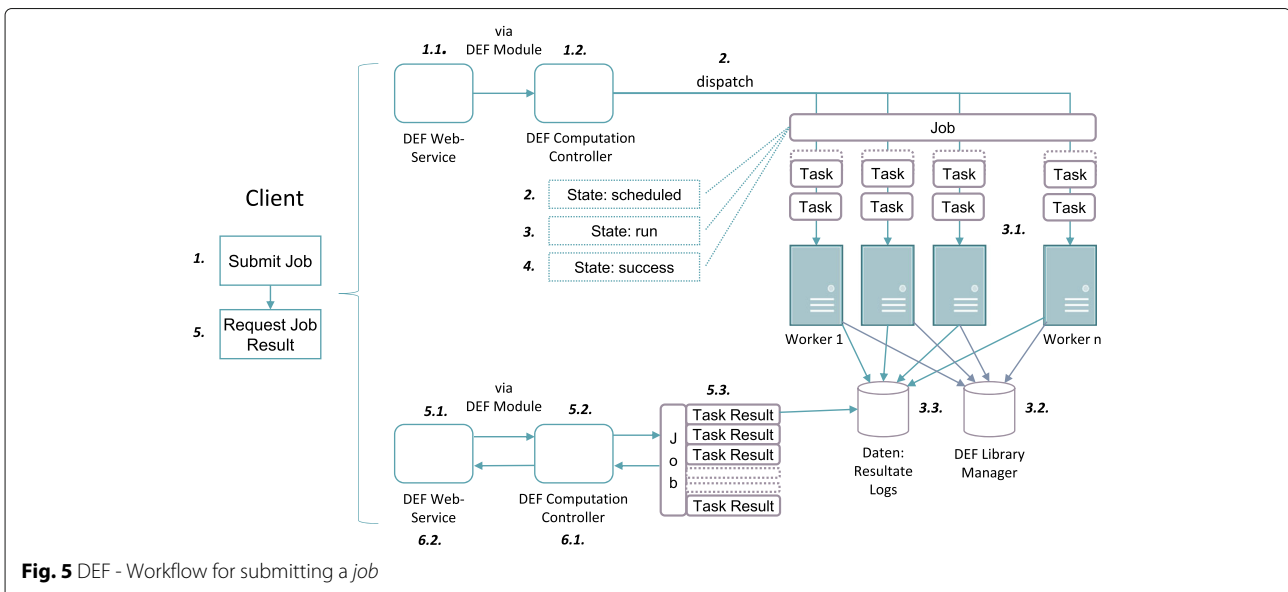 Client
1.
Submit Job
5.
Request Job
Result
via
DEF Module
1.1.
1.2.
DEF Web-
Service
DEF Computation
Controller
2.
dispatch
Job
Task
Task
Task
Task
Task
Task
Task
Task
2.
State: scheduled
3.
State: run
4.
State: success
3.1.
Worker 1
Worker n
3.3.
3.2.
Daten:
Resultate
Logs
DEF Library
Manager
via
DEF Module
5.1.
5.2.
5.3.
DEF Web-
Service
6.2.
DEF Computation
Controller
6.1.
J
o
b
Task Result
Task Result
Task Result
Task Result
Fig. 5 DEF - Workflow for submitting a job